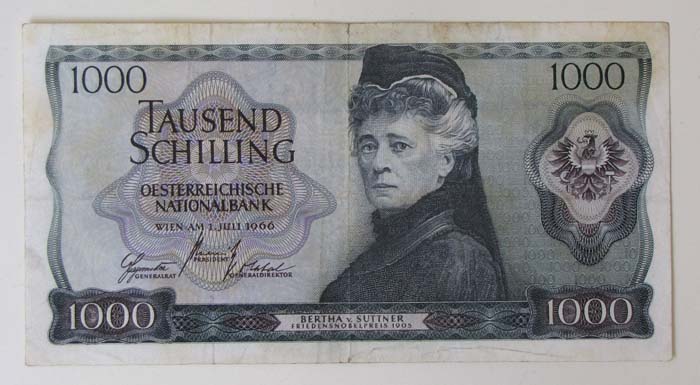 1000
1000
TAUSEND
SCHILLING
OESTERREICHISCHE
NATIONALBANK
WIEN·AM 1. JULI 1966
GENERALRAT
PRÄSIDENT
GENERALDIREKTOR
1000
BERTHA v. SUTTNER
FRIEDENSNOBELPREIS 1905
1000